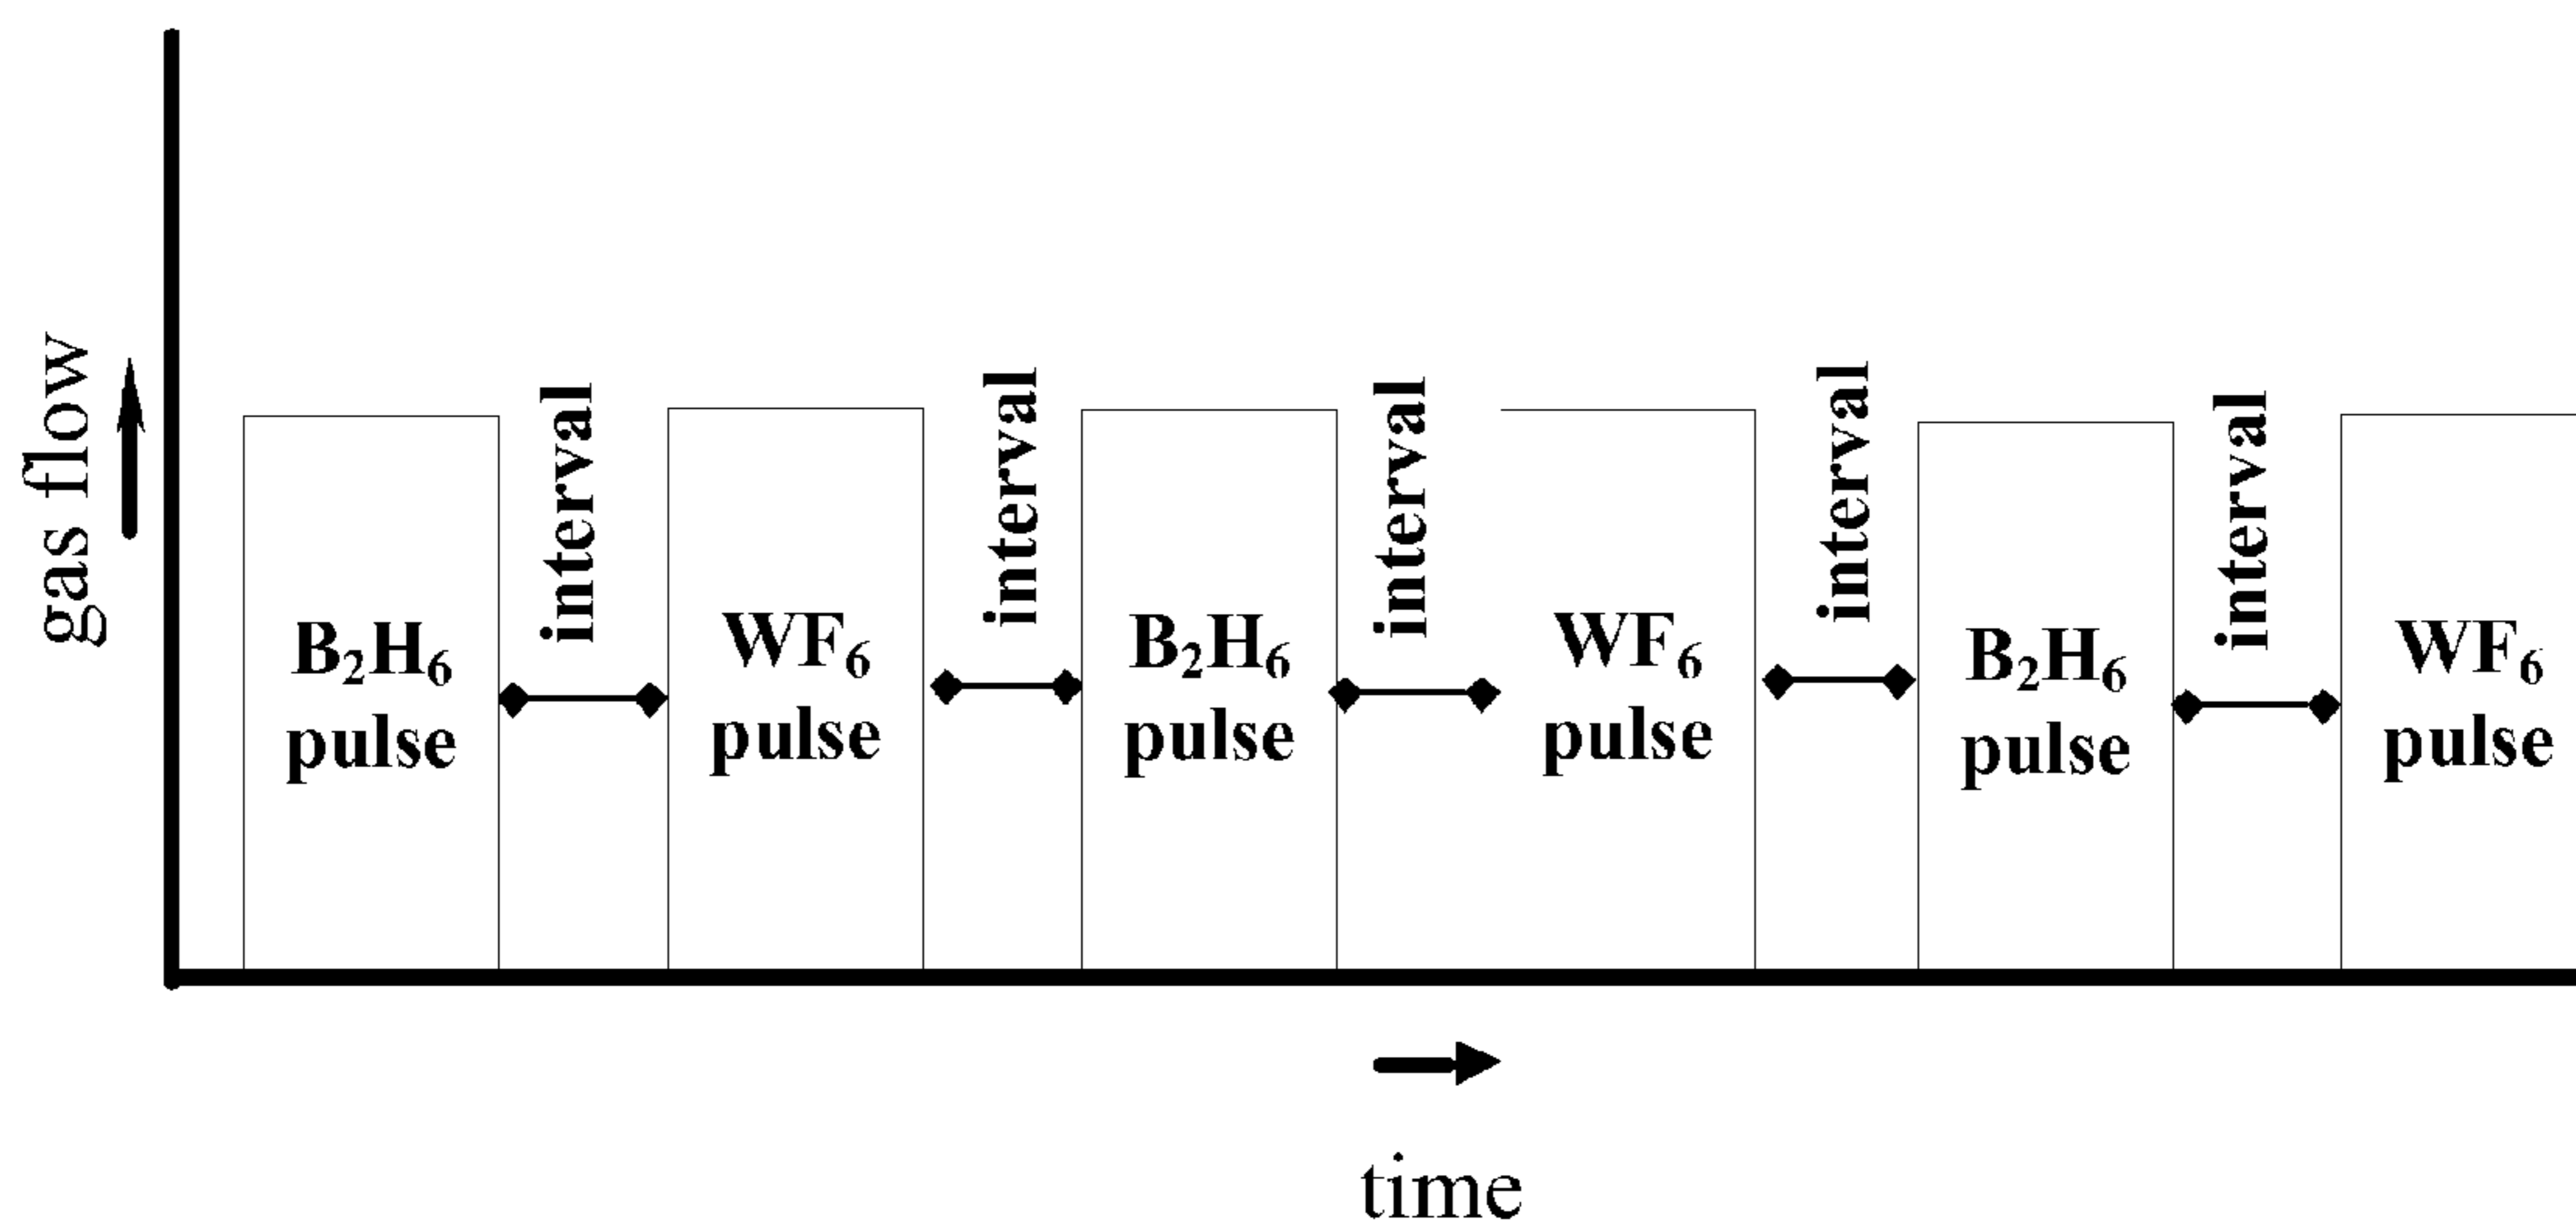 gas flow
B₂H₆
pulse
interval
WF₆
pulse
interval
B₂H₆
pulse
interval
WF₆
pulse
interval
B₂H₆
pulse
interval
WF₆
pulse
time